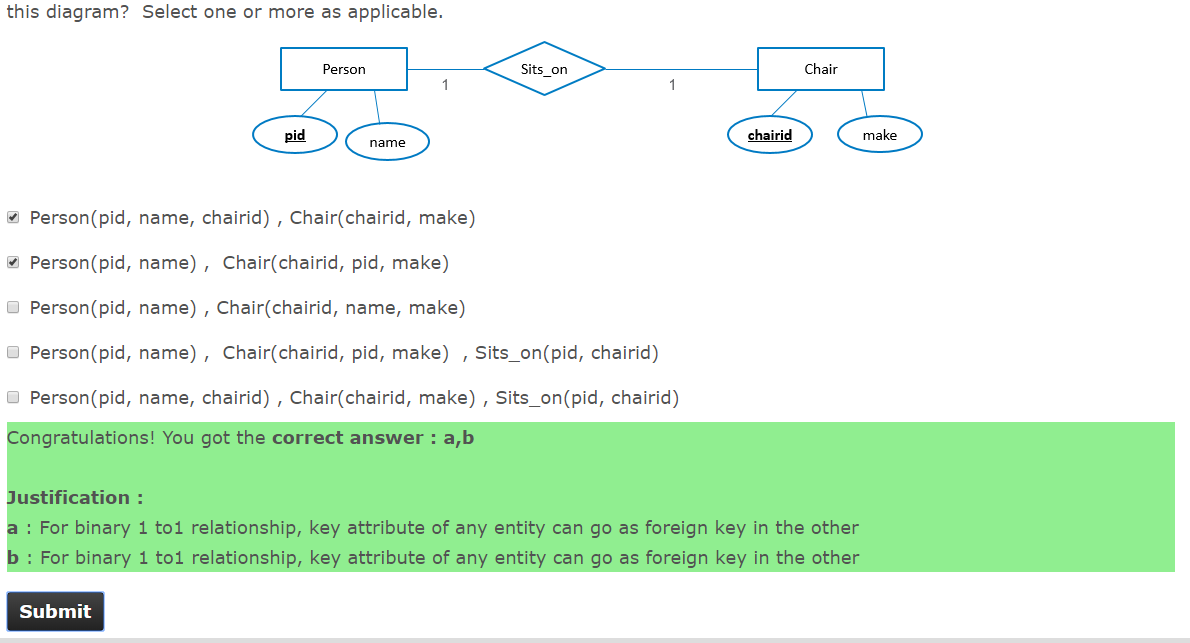 this diagram?  Select one or more as applicable.
Person
Sits_on
Chair
1
1
pid
name
chairid
make
Person(pid, name, chairid) , Chair(chairid, make)
Person(pid, name) ,  Chair(chairid, pid, make)
Person(pid, name) , Chair(chairid, name, make)
Person(pid, name) ,  Chair(chairid, pid, make)  , Sits_on(pid, chairid)
Person(pid, name, chairid) , Chair(chairid, make) , Sits_on(pid, chairid)
Congratulations! You got the correct answer : a,b
Justification :
a : For binary 1 to1 relationship, key attribute of any entity can go as foreign key in the other
b : For binary 1 to1 relationship, key attribute of any entity can go as foreign key in the other
Submit